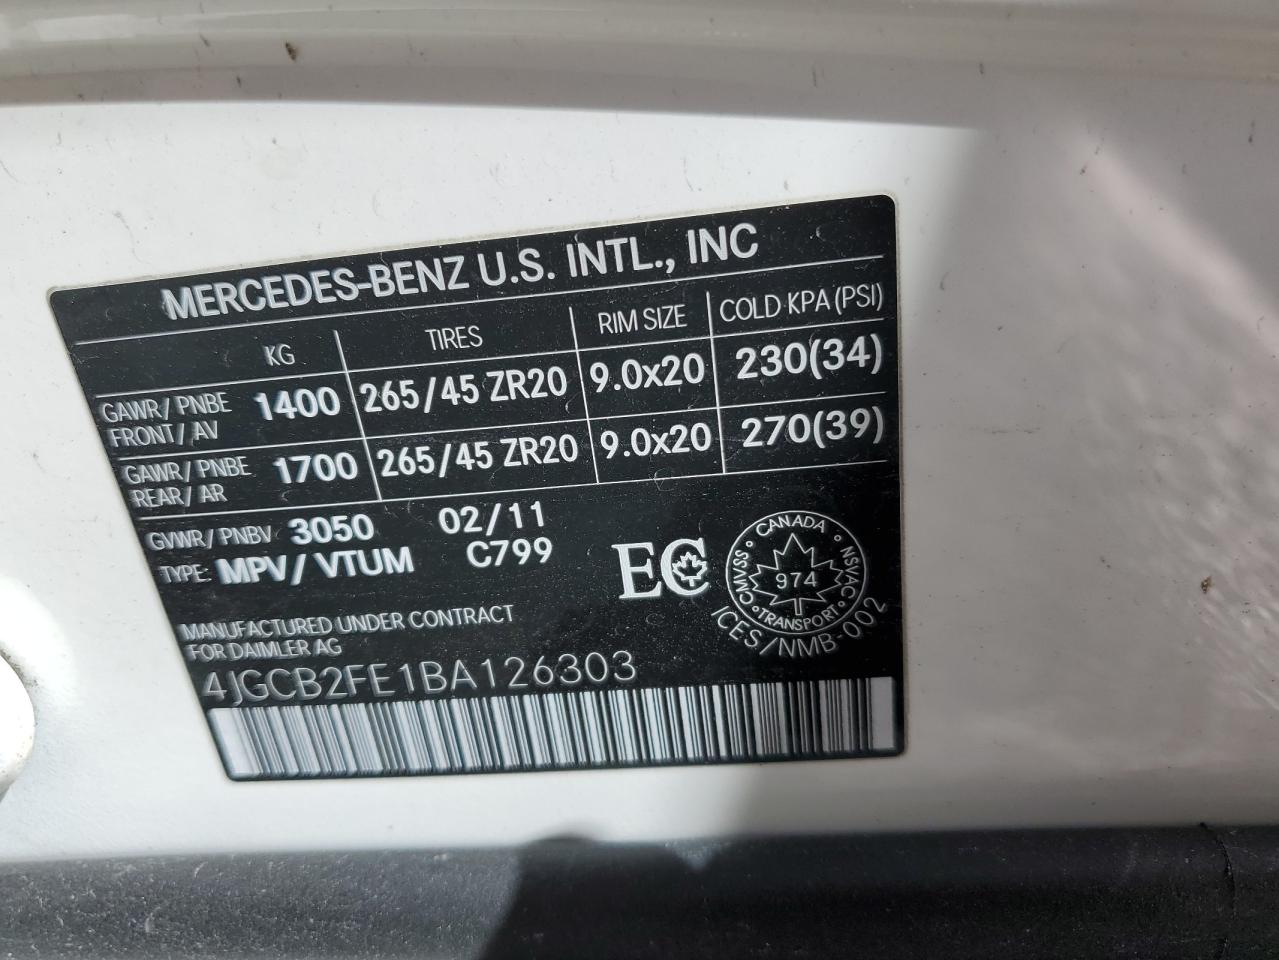 MERCEDES-BENZ U.S. INTL., INC
KG TIRES RIM SIZE COLD KPA (PSI)
GAWR/PNBE FRONT/AV 1400 265/45 ZR20 9.0x20 230(34)
GAWR/PNBE REAR/AR 1700 265/45 ZR20 9.0x20 270(39)
GVWR/PNBV 3050 02/11
TYPE: MPV/VTUM C799
EC
CANADA
CMVSS NSVAC
974
TRANSPORT
ICES/NMB-002
MANUFACTURED UNDER CONTRACT
FOR DAIMLER AG
4JGCB2FE1BA126303